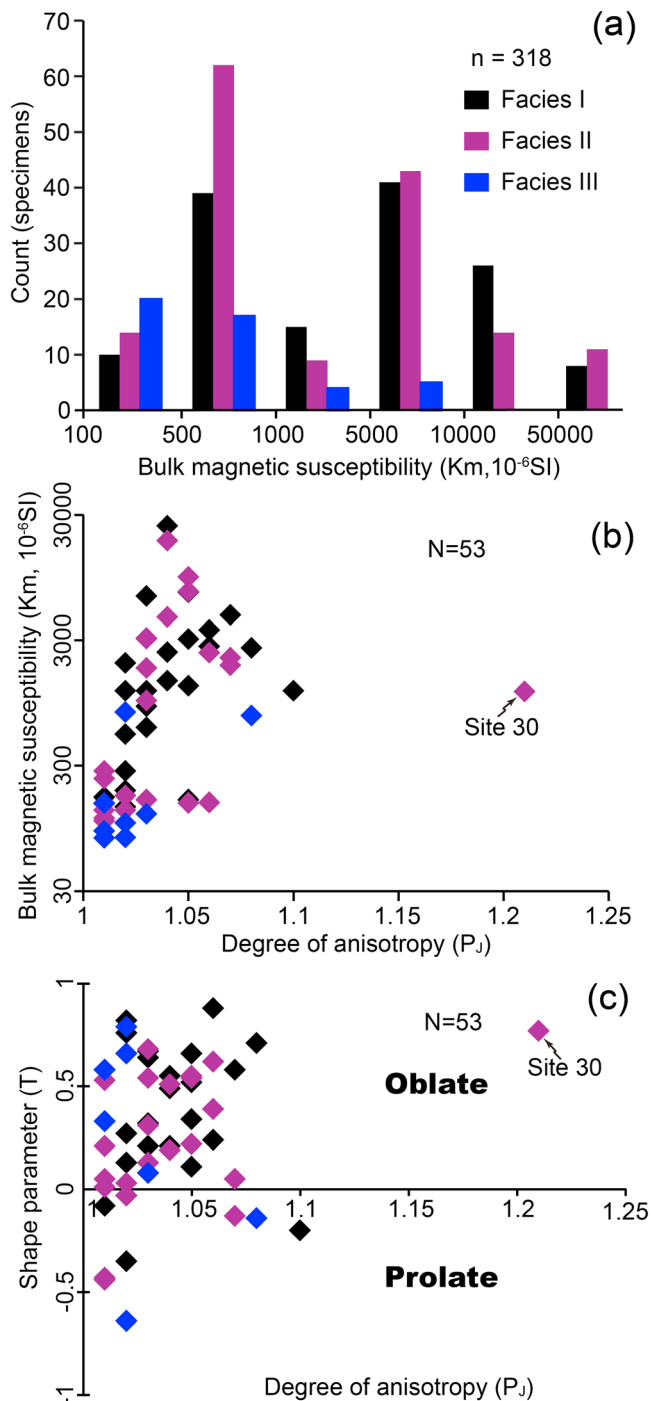 (a)
n = 318
Facies I
Facies II
Facies III
Count (specimens)
70
60
50
40
30
20
10
0
100 500 1000 5000 10000 50000
Bulk magnetic susceptibility (Km,10⁻⁶SI)
(b)
N=53
Bulk magnetic susceptibility (Km, 10⁻⁶SI)
30000
3000
300
30
Site 30
1 1.05 1.1 1.15 1.2 1.25
Degree of anisotropy (PJ)
(c)
N=53
Site 30
Oblate
Shape parameter (T)
1
0.5
0
-0.5
-1
1 1.05 1.1 1.15 1.2 1.25
Prolate
Degree of anisotropy (PJ)